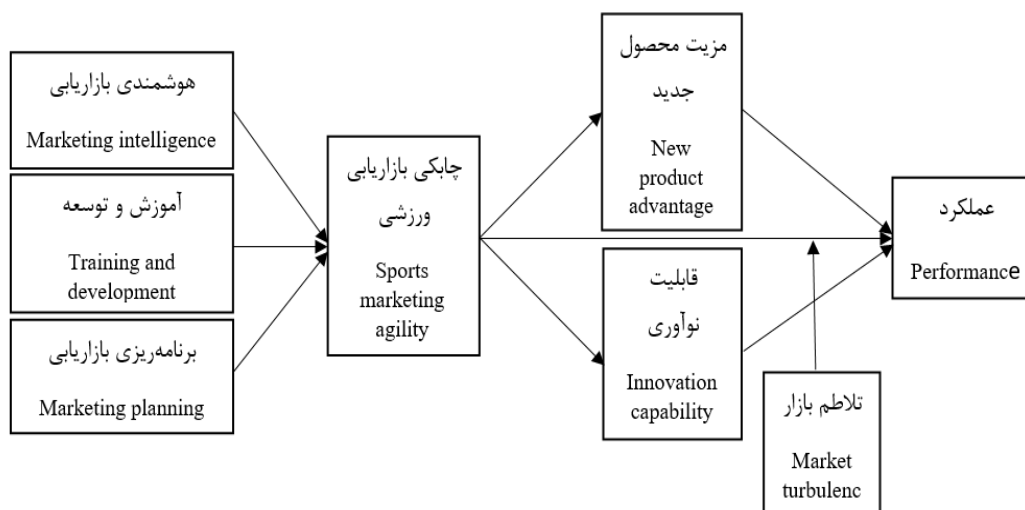 هوشمندی بازاریابی
Marketing intelligence
آموزش و توسعه
Training and
development
برنامه‌ریزی بازاریابی
Marketing planning
چابکی بازاریابی
ورزشی
Sports
marketing
agility
مزیت محصول
جدید
New
product
advantage
قابلیت
نوآوری
Innovation
capability
تلاطم بازار
Market
turbulenc
عملکرد
Performance